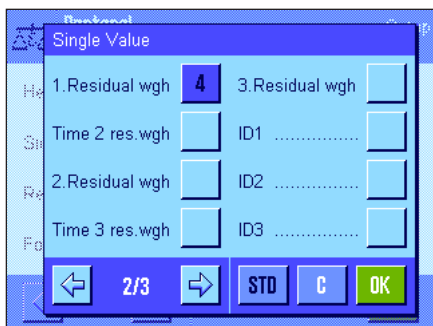 Single Value
1.Residual wgh 4 3.Residual wgh
Time 2 res.wgh ID1 ................
2.Residual wgh ID2 ................
Time 3 res.wgh ID3 ................
2/3 STD C OK